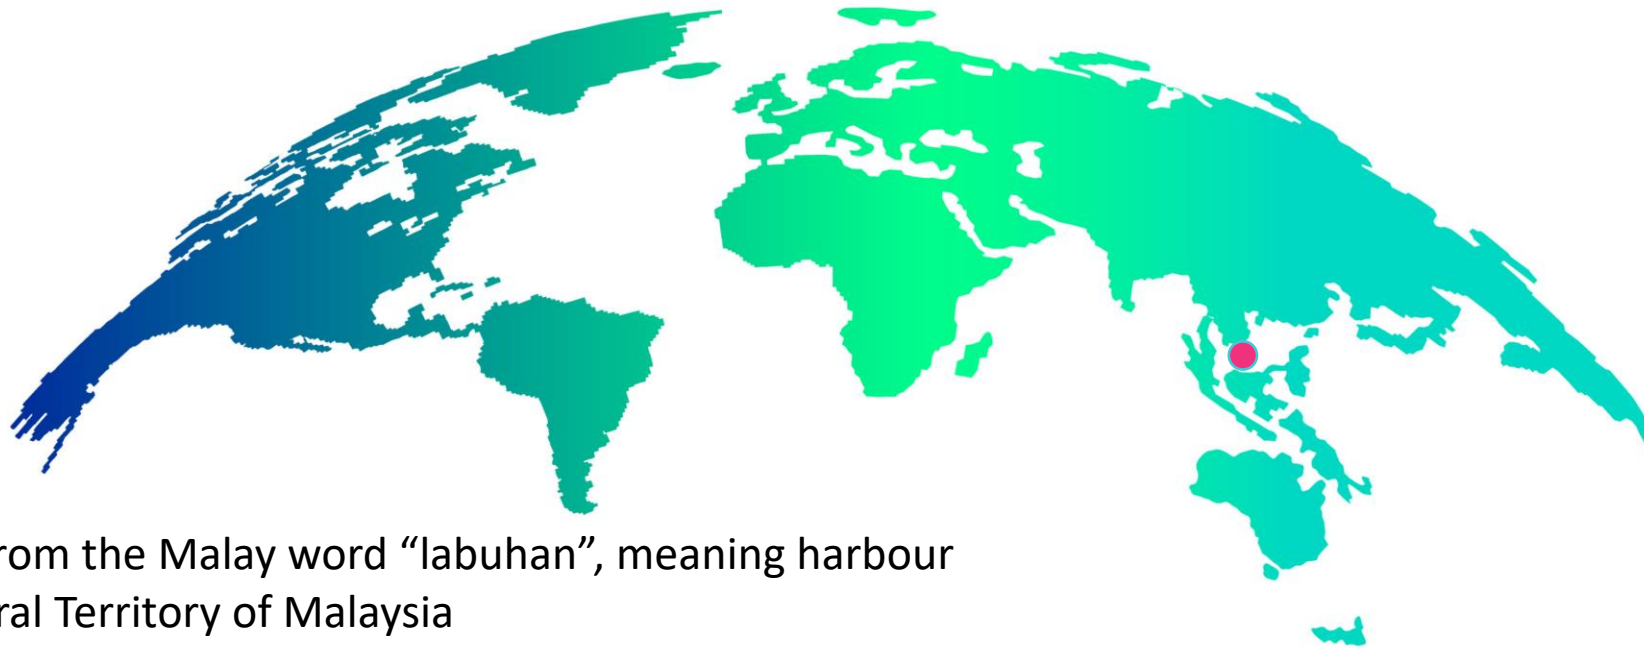 rom the Malay word “labuhan”, meaning harbour
ral Territory of Malaysia